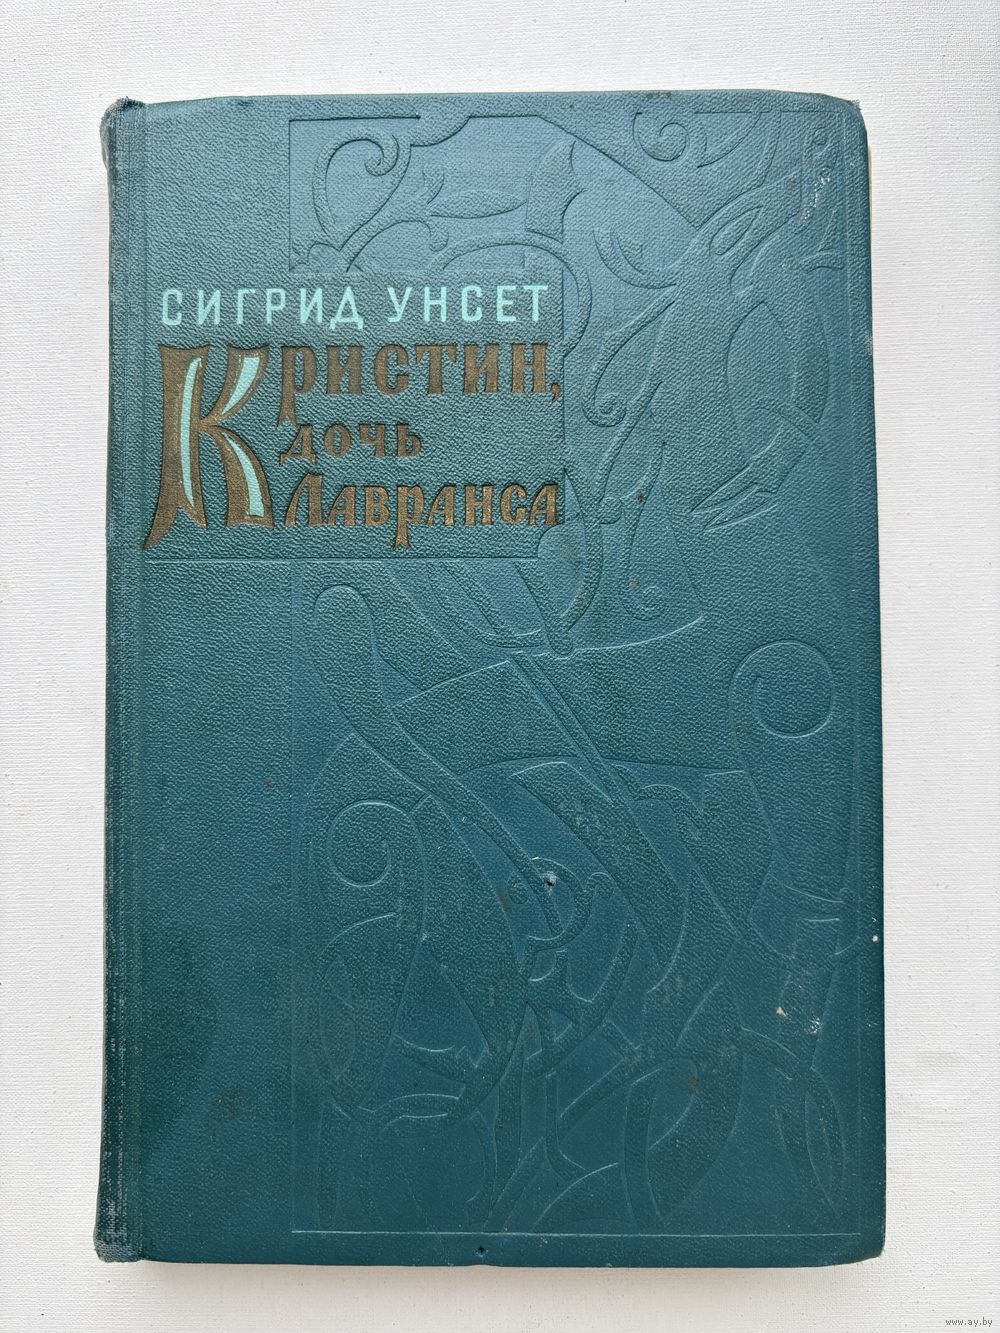 СИГРИД УНСЕТ
Кристин,
дочь
Лавранса
www.ay.by